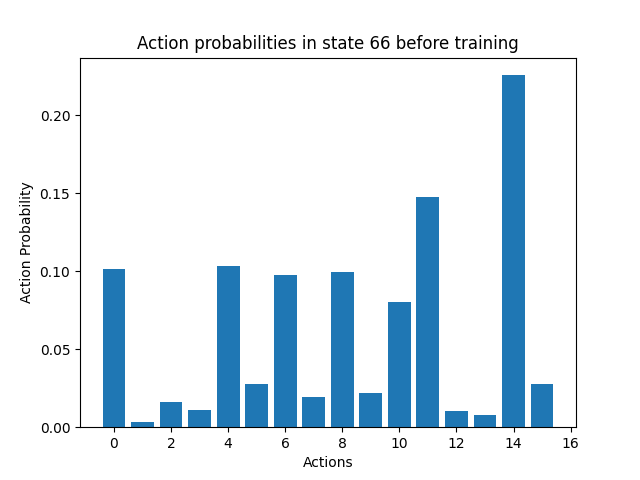 Action probabilities in state 66 before training
0.20
0.15
0.10
0.05
0.00
Action Probability
0 2 4 6 8 10 12 14 16
Actions